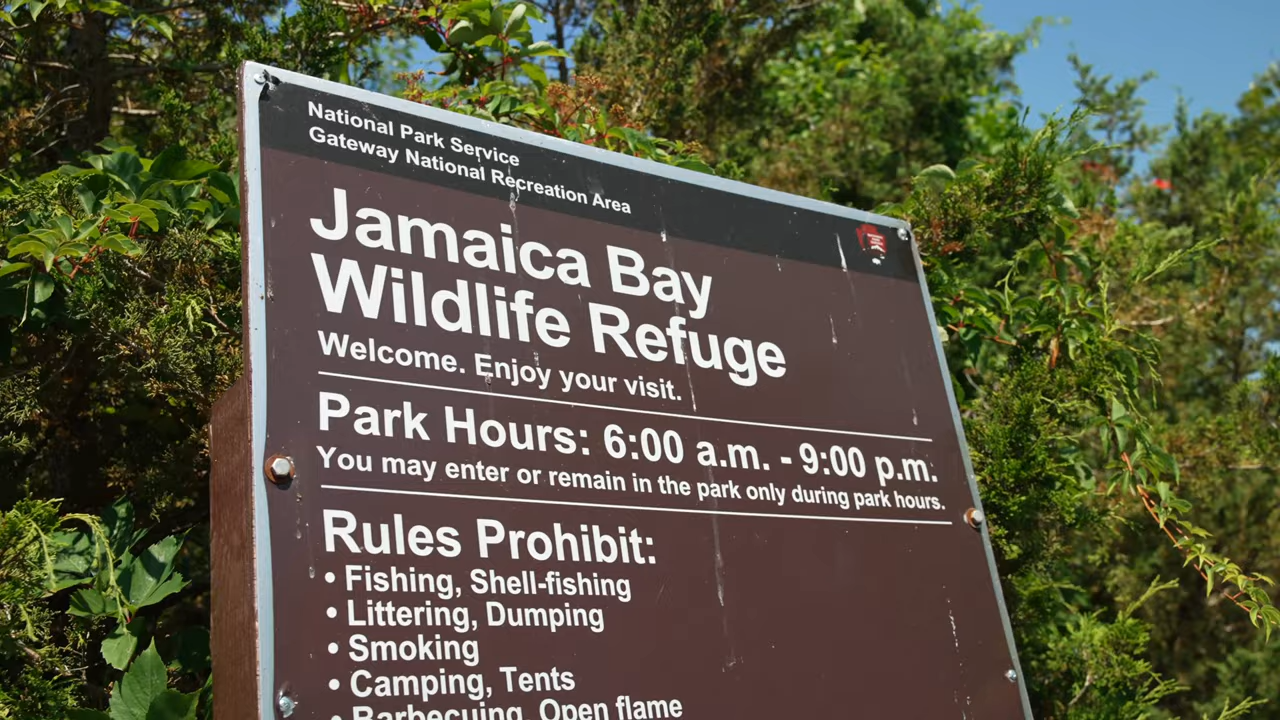 National Park Service
Gateway National Recreation Area
Jamaica Bay
Wildlife Refuge
Welcome. Enjoy your visit.
Park Hours: 6:00 a.m. - 9:00 p.m.
You may enter or remain in the park only during park hours.
Rules Prohibit:
• Fishing, Shell-fishing
• Littering, Dumping
• Smoking
• Camping, Tents
• Barbecuing, Open flame